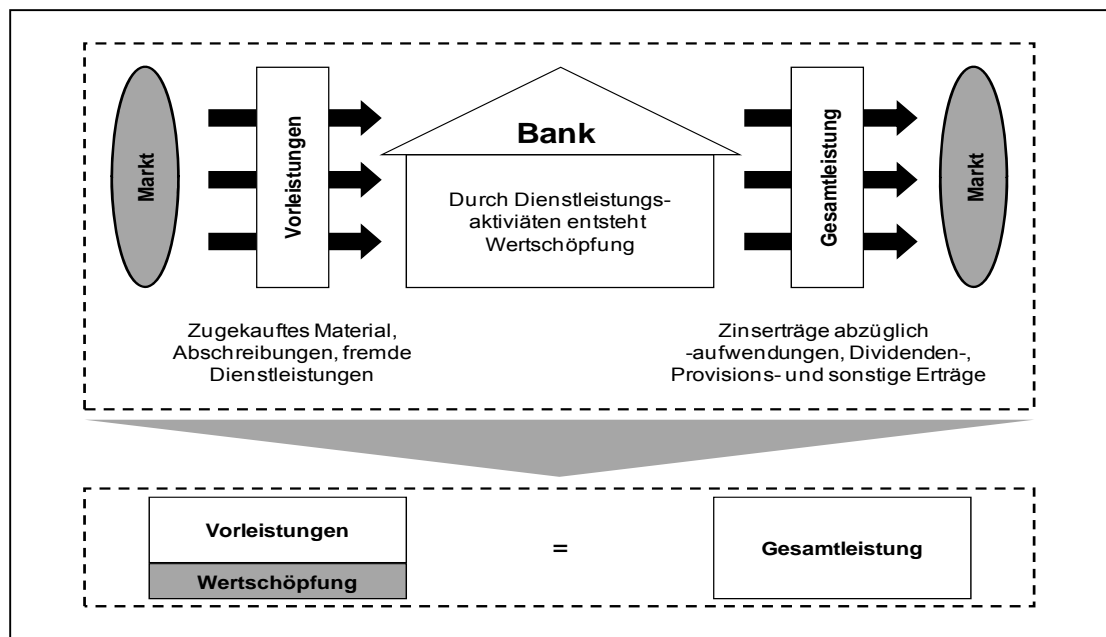 Markt
Vorleistungen
Bank
Durch Dienstleistungs-
aktiviäten entsteht
Wertschöpfung
Gesamtleistung
Markt
Zugekauftes Material,
Abschreibungen, fremde
Dienstleistungen
Zinserträge abzüglich
-aufwendungen, Dividenden-,
Provisions- und sonstige Erträge
Vorleistungen
Wertschöpfung
=
Gesamtleistung